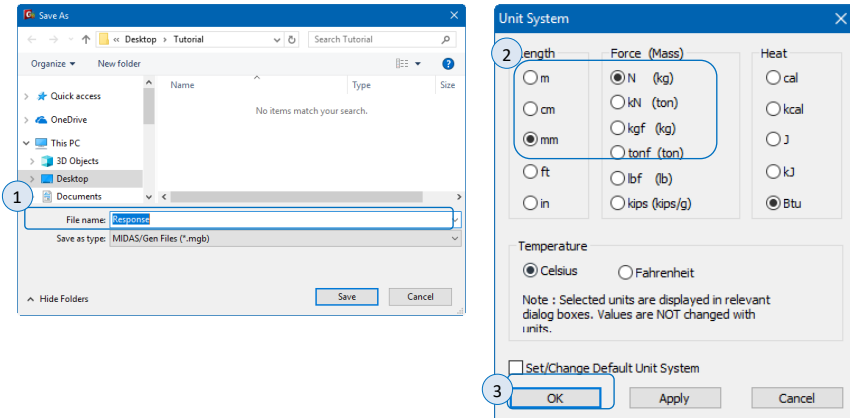 Save As
« Desktop › Tutorial
Search Tutorial
Organize
New folder
Name
Type
Size
Quick access
No items match your search.
OneDrive
This PC
3D Objects
Desktop
Documents
1
File name: Response
Save as type: MIDAS/Gen Files (*.mgb)
Hide Folders
Save
Cancel
Unit System
2
ength
Force (Mass)
Heat
m
N (kg)
cal
cm
kN (ton)
kcal
mm
kgf (kg)
J
tonf (ton)
ft
lbf (lb)
kJ
in
kips (kips/g)
Btu
Temperature
Celsius
Fahrenheit
Note : Selected units are displayed in relevant
dialog boxes. Values are NOT changed with
units.
Set/Change Default Unit System
3
OK
Apply
Cancel